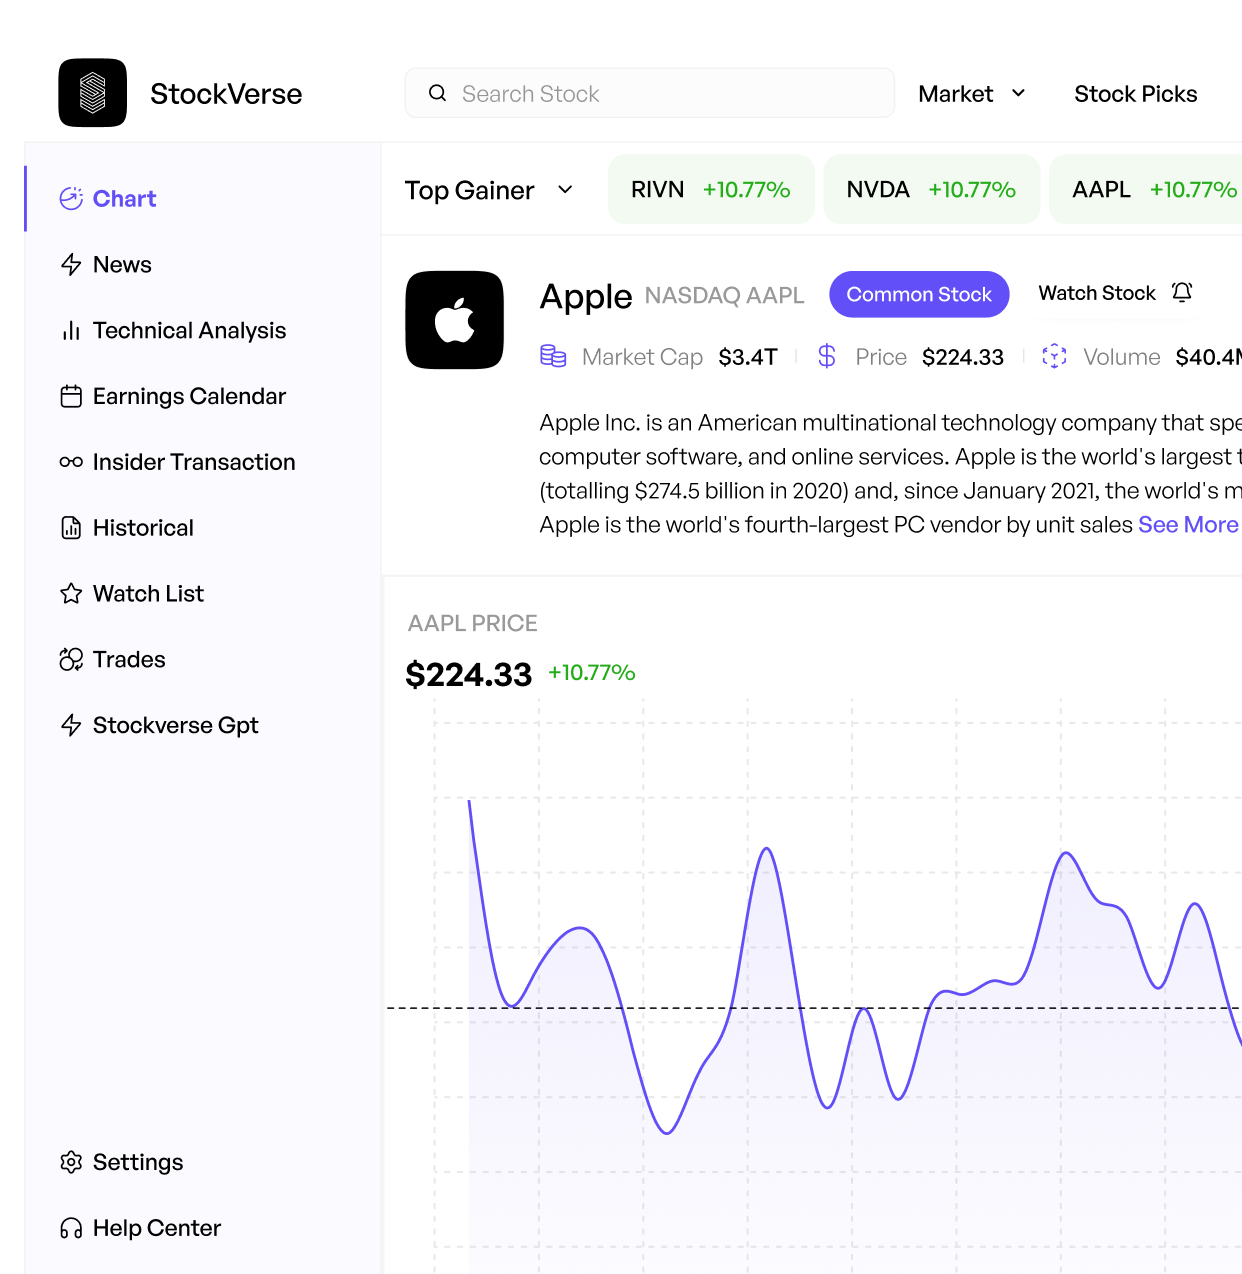 StockVerse
Search Stock
Market
Stock Picks
Chart
News
Technical Analysis
Earnings Calendar
Insider Transaction
Historical
Watch List
Trades
Stockverse Gpt
Settings
Help Center
Top Gainer
RIVN +10.77%
NVDA +10.77%
AAPL +10.77%
Apple NASDAQ AAPL
Common Stock
Watch Stock
Market Cap $3.4T
Price $224.33
Volume $40.4M
Apple Inc. is an American multinational technology company that spe
computer software, and online services. Apple is the world's largest t
(totalling $274.5 billion in 2020) and, since January 2021, the world's m
Apple is the world's fourth-largest PC vendor by unit sales See More
AAPL PRICE
$224.33 +10.77%